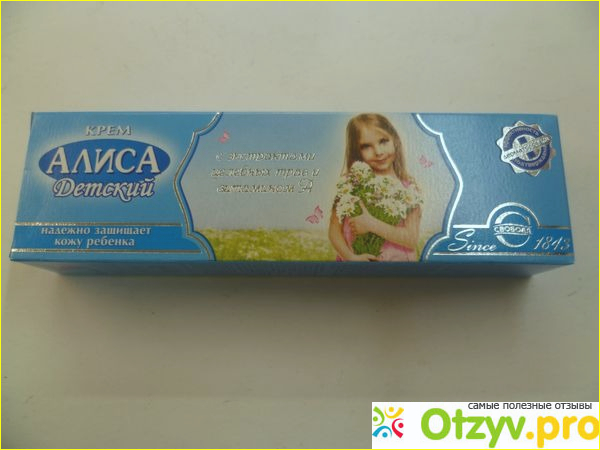 КРЕМ
АЛИСА
Детский
надежно защищает
кожу ребенка
с экстрактами
целебных трав и
витамином А
СВОБОДА
Since 1843
самые полезные отзывы
Otzyv.pro